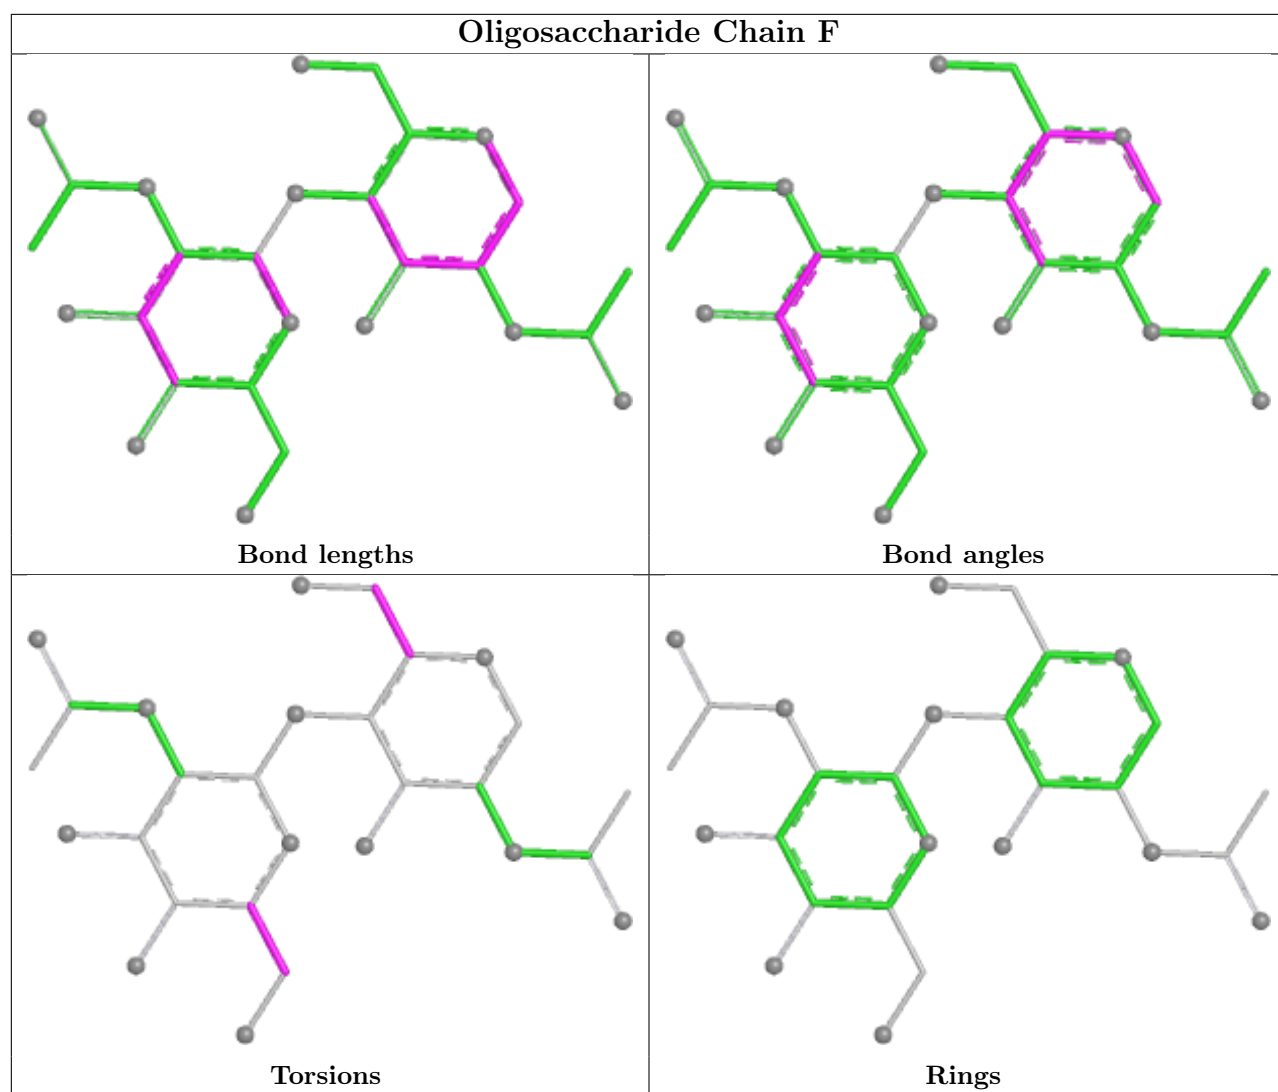 Oligosaccharide Chain F
Bond lengths
Bond angles
Torsions
Rings